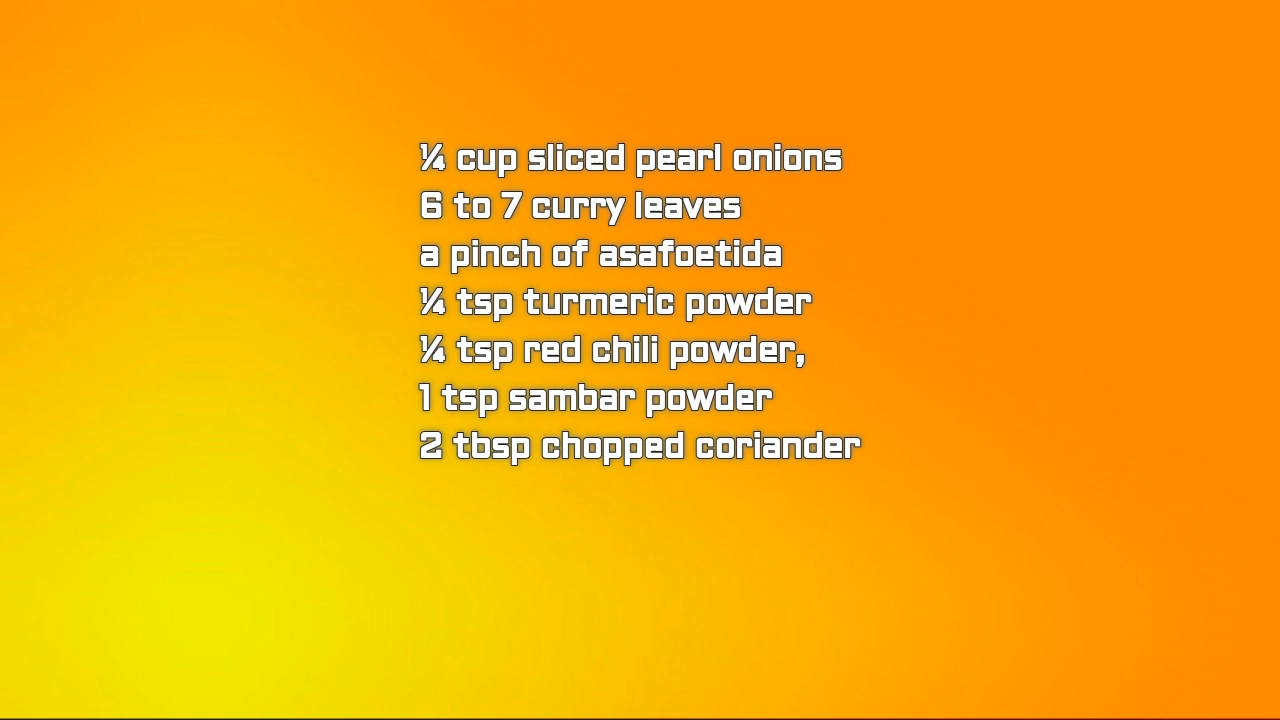 ¼ cup sliced pearl onions
6 to 7 curry leaves
a pinch of asafoetida
¼ tsp turmeric powder
¼ tsp red chili powder,
1 tsp sambar powder
2 tbsp chopped coriander